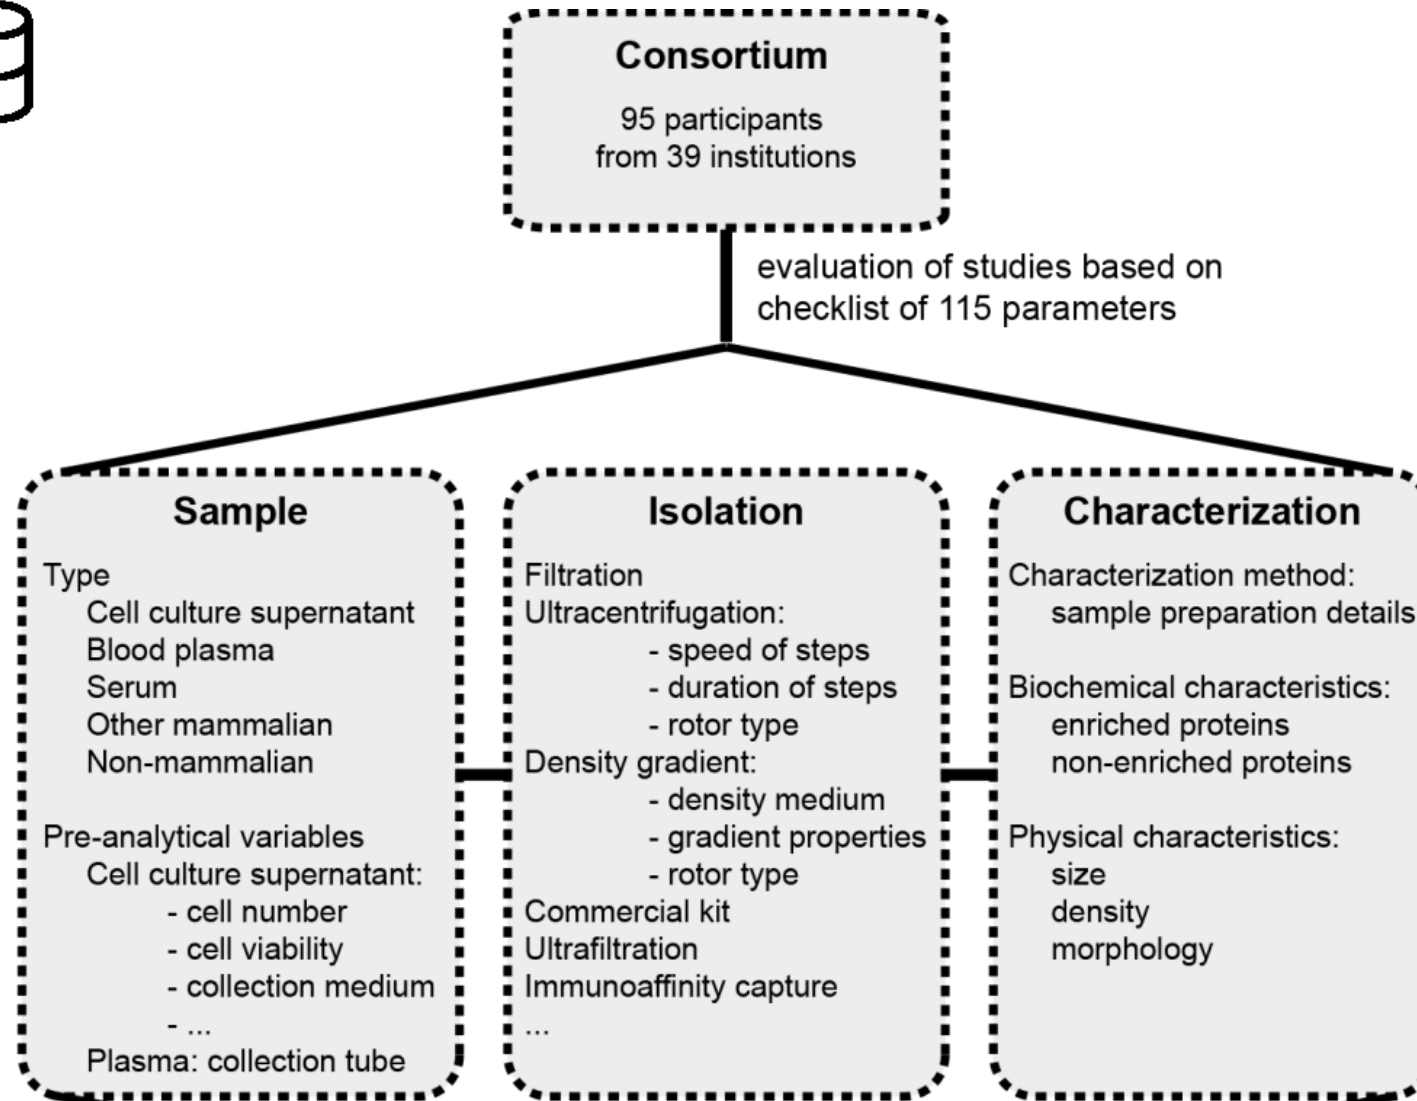 Consortium
95 participants
from 39 institutions
evaluation of studies based on
checklist of 115 parameters
Sample
Type
Cell culture supernatant
Blood plasma
Serum
Other mammalian
Non-mammalian
Pre-analytical variables
Cell culture supernatant:
- cell number
- cell viability
- collection medium
- ...
Plasma: collection tube
Isolation
Filtration
Ultracentrifugation:
- speed of steps
- duration of steps
- rotor type
Density gradient:
- density medium
- gradient properties
- rotor type
Commercial kit
Ultrafiltration
Immunoaffinity capture
...
Characterization
Characterization method:
sample preparation details
Biochemical characteristics:
enriched proteins
non-enriched proteins
Physical characteristics:
size
density
morphology